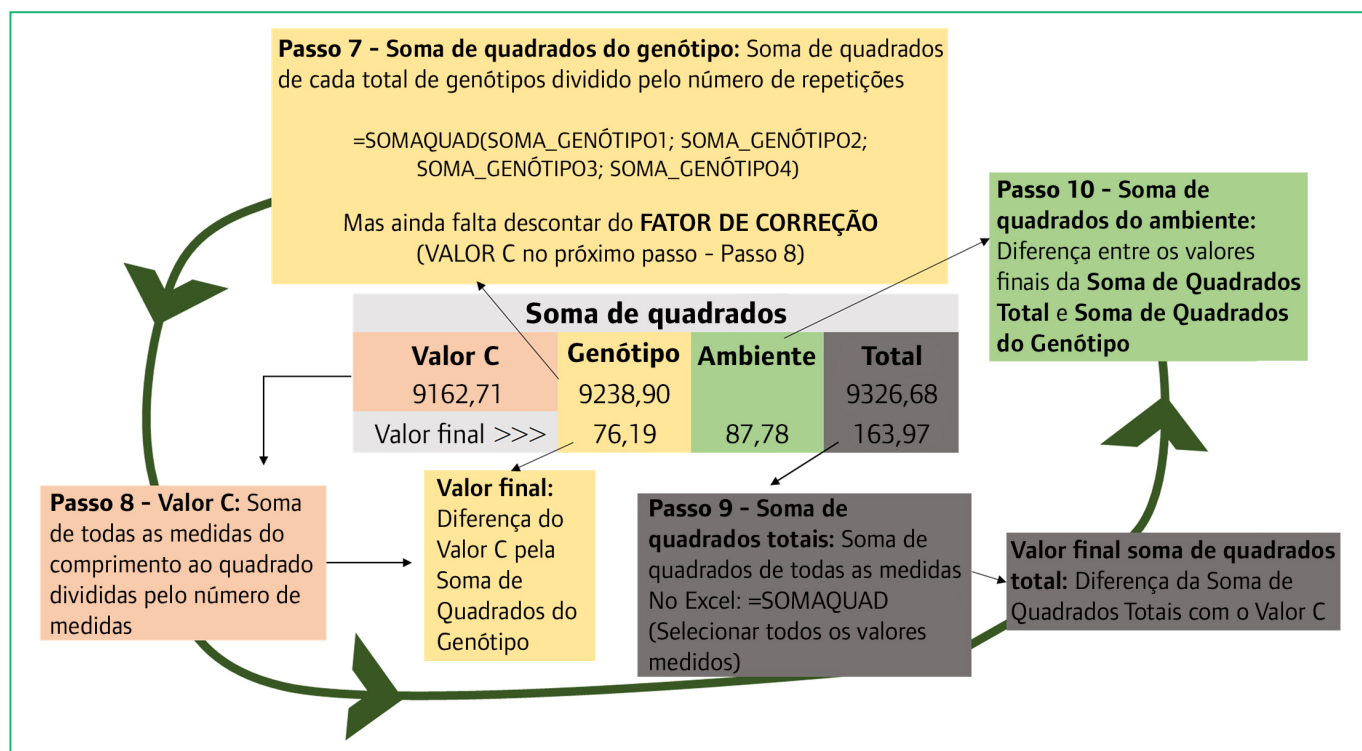 Passo 7 - Soma de quadrados do genótipo: Soma de quadrados
de cada total de genótipos dividido pelo número de repetições
=SOMAQUAD(SOMA_GENÓTIPO1; SOMA_GENÓTIPO2;
SOMA_GENÓTIPO3; SOMA_GENÓTIPO4)
Mas ainda falta descontar do FATOR DE CORREÇÃO
(VALOR C no próximo passo - Passo 8)
Passo 10 - Soma de
quadrados do ambiente:
Diferença entre os valores
finais da Soma de Quadrados
Total e Soma de Quadrados
do Genótipo
Soma de quadrados
Valor C Genótipo Ambiente Total
9162,71 9238,90 9326,68
Valor final >>> 76,19 87,78 163,97
Passo 8 - Valor C: Soma
de todas as medidas do
comprimento ao quadrado
divididas pelo número de
medidas
Valor final:
Diferença do
Valor C pela
Soma de
Quadrados do
Genótipo
Passo 9 - Soma de
quadrados totais: Soma de
quadrados de todas as medidas
No Excel: =SOMAQUAD
(Selecionar todos os valores
medidos)
Valor final soma de quadrados
total: Diferença da Soma de
Quadrados Totais com o Valor C